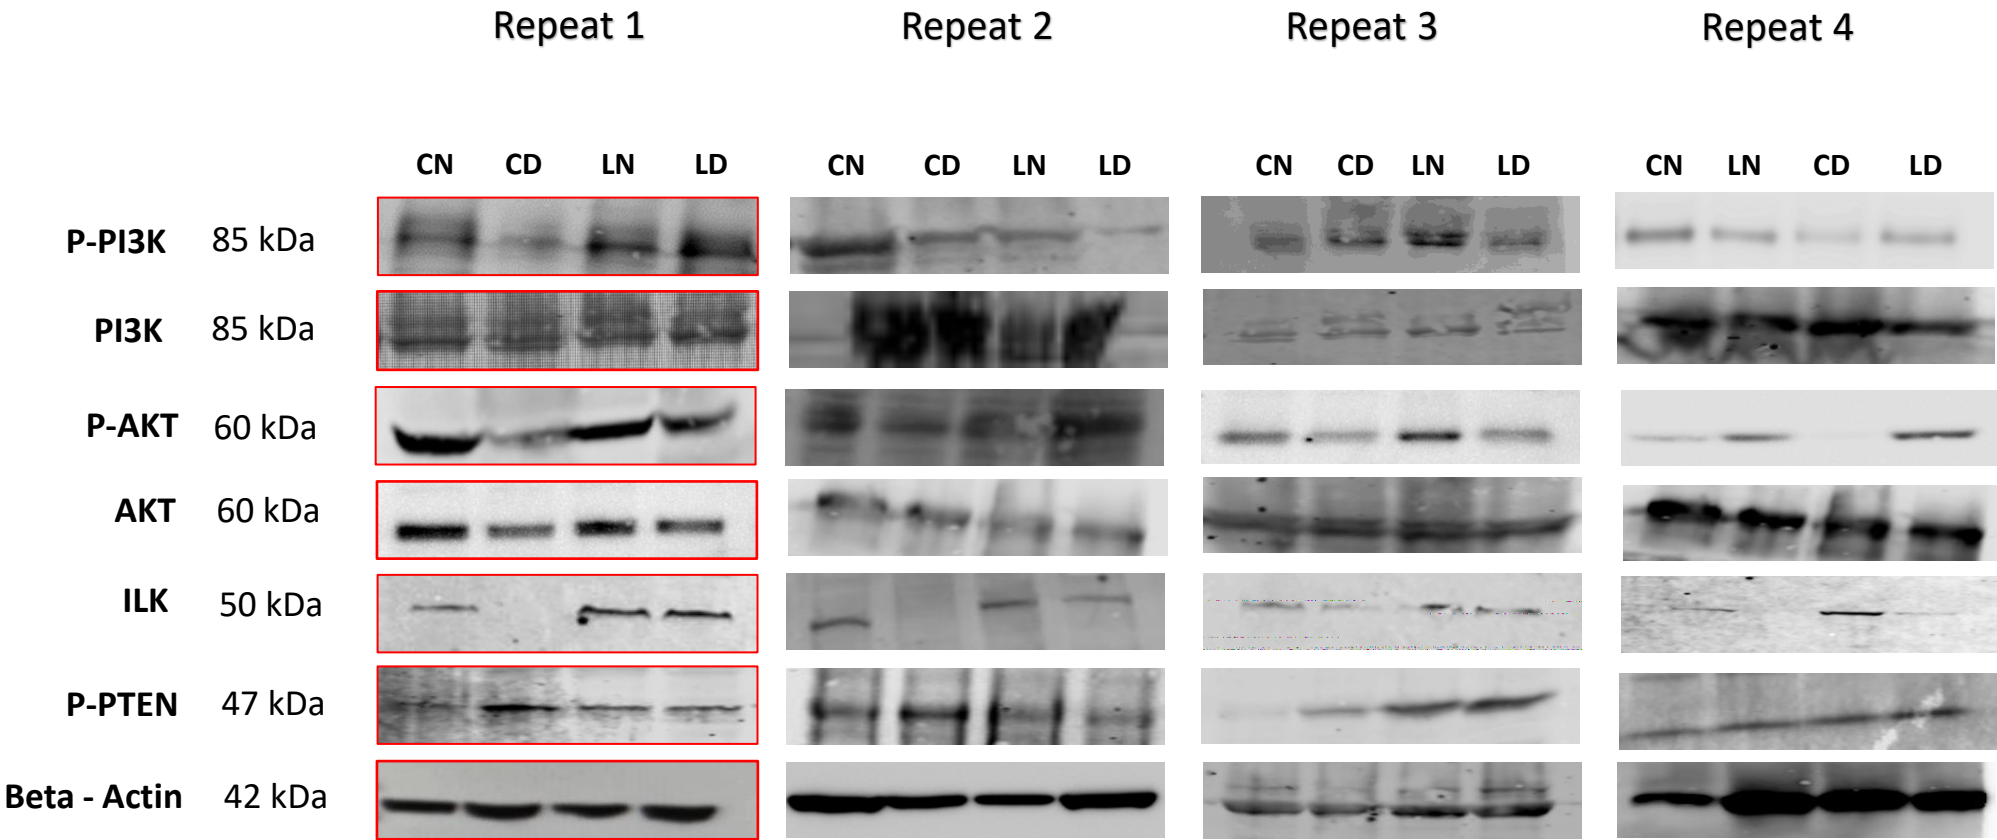 Repeat 1 Repeat 2 Repeat 3 Repeat 4
CN CD LN LD CN CD LN LD CN CD LN LD CN LN CD LD
P-PI3K 85 kDa
PI3K 85 kDa
P-AKT 60 kDa
AKT 60 kDa
ILK 50 kDa
P-PTEN 47 kDa
Beta - Actin 42 kDa